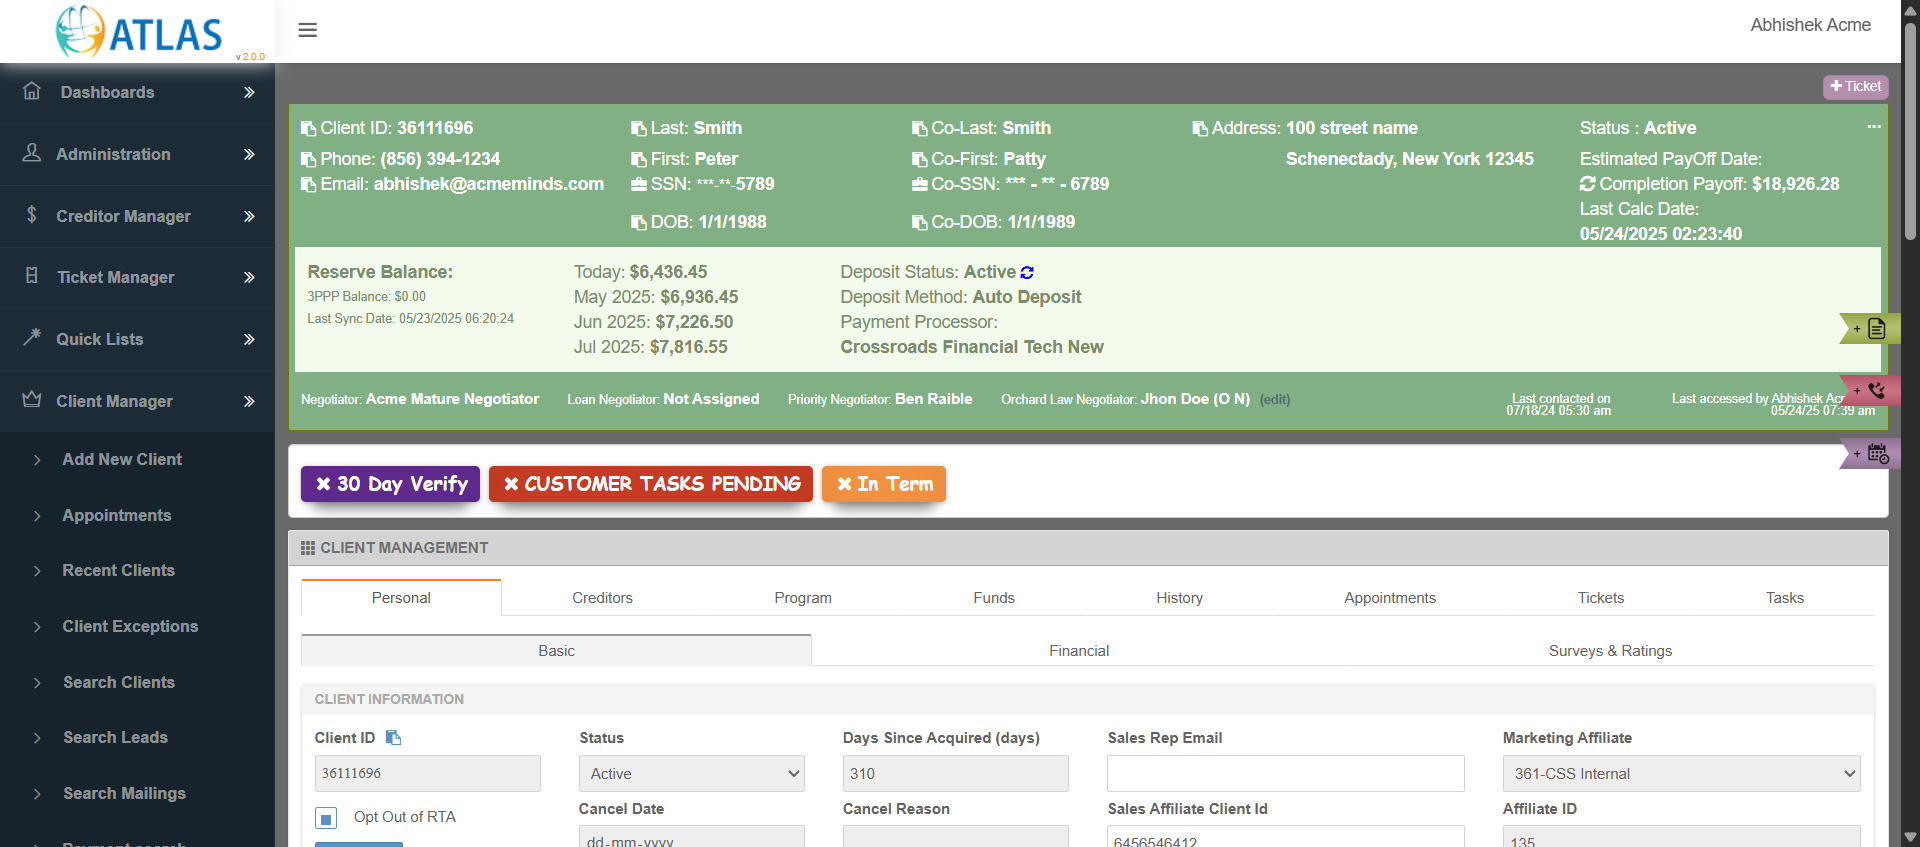 ATLAS
v 2.0.0
Abhishek Acme
Dashboards
Administration
Creditor Manager
Ticket Manager
Quick Lists
Client Manager
Add New Client
Appointments
Recent Clients
Client Exceptions
Search Clients
Search Leads
Search Mailings
Payment search
+ Ticket
Client ID: 36111696
Phone: (856) 394-1234
Email: abhishek@acmeminds.com
Last: Smith
First: Peter
SSN: ***-**-5789
DOB: 1/1/1988
Co-Last: Smith
Co-First: Patty
Co-SSN: *** - ** - 6789
Co-DOB: 1/1/1989
Address: 100 street name
Schenectady, New York 12345
Status : Active
...
Estimated PayOff Date:
Completion Payoff: $18,926.28
Last Calc Date:
05/24/2025 02:23:40
Reserve Balance:
3PPP Balance: $0.00
Last Sync Date: 05/23/2025 06:20:24
Today: $6,436.45
May 2025: $6,936.45
Jun 2025: $7,226.50
Jul 2025: $7,816.55
Deposit Status: Active
Deposit Method: Auto Deposit
Payment Processor:
Crossroads Financial Tech New
Negotiator: Acme Mature Negotiator
Loan Negotiator: Not Assigned
Priority Negotiator: Ben Raible
Orchard Law Negotiator: Jhon Doe (O N) (edit)
Last contacted on
07/18/24 05:30 am
Last accessed by Abhishek
05/24/25 07:39 am
+
+
+
30 Day Verify
CUSTOMER TASKS PENDING
In Term
CLIENT MANAGEMENT
Personal
Creditors
Program
Funds
History
Appointments
Tickets
Tasks
Basic
Financial
Surveys & Ratings
CLIENT INFORMATION
Client ID
36111696
Opt Out of RTA
Status
Active
Cancel Date
dd-mm-yyyy
Days Since Acquired (days)
310
Cancel Reason
Sales Rep Email
Sales Affiliate Client Id
6456546412
Marketing Affiliate
361-CSS Internal
Affiliate ID
135